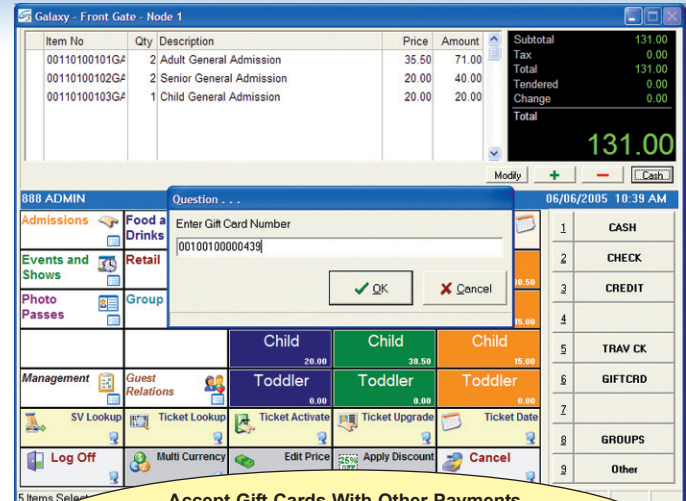 Galaxy - Front Gate - Node 1
Item No Qty Description Price Amount
00110100101GA 2 Adult General Admission 35.50 71.00
00110100102GA 2 Senior General Admission 20.00 40.00
00110100103GA 1 Child General Admission 20.00 20.00
Subtotal 131.00
Tax 0.00
Total 131.00
Tendered 0.00
Change 0.00
Total
131.00
Modify + − Cash
888 ADMIN 06/06/2005 10:39 AM
Question . . .
Enter Gift Card Number
00100100000439
OK Cancel
Admissions
Food a
Drinks
Events and
Shows
Retail
Photo
Passes
Group
15.00
Child 20.00
Child 38.50
Child 15.00
Management
Guest
Relations
Toddler 0.00
Toddler 0.00
Toddler 0.00
SV Lookup Ticket Lookup Ticket Activate Ticket Upgrade Ticket Date
Log Off Multi Currency Edit Price 25% OFF Apply Discount Cancel
1 CASH
2 CHECK
3 CREDIT
4
5 TRAV CK
6 GIFTCRD
7
8 GROUPS
9 Other
5 Items Selec
Accept Gift Cards With Other Payments